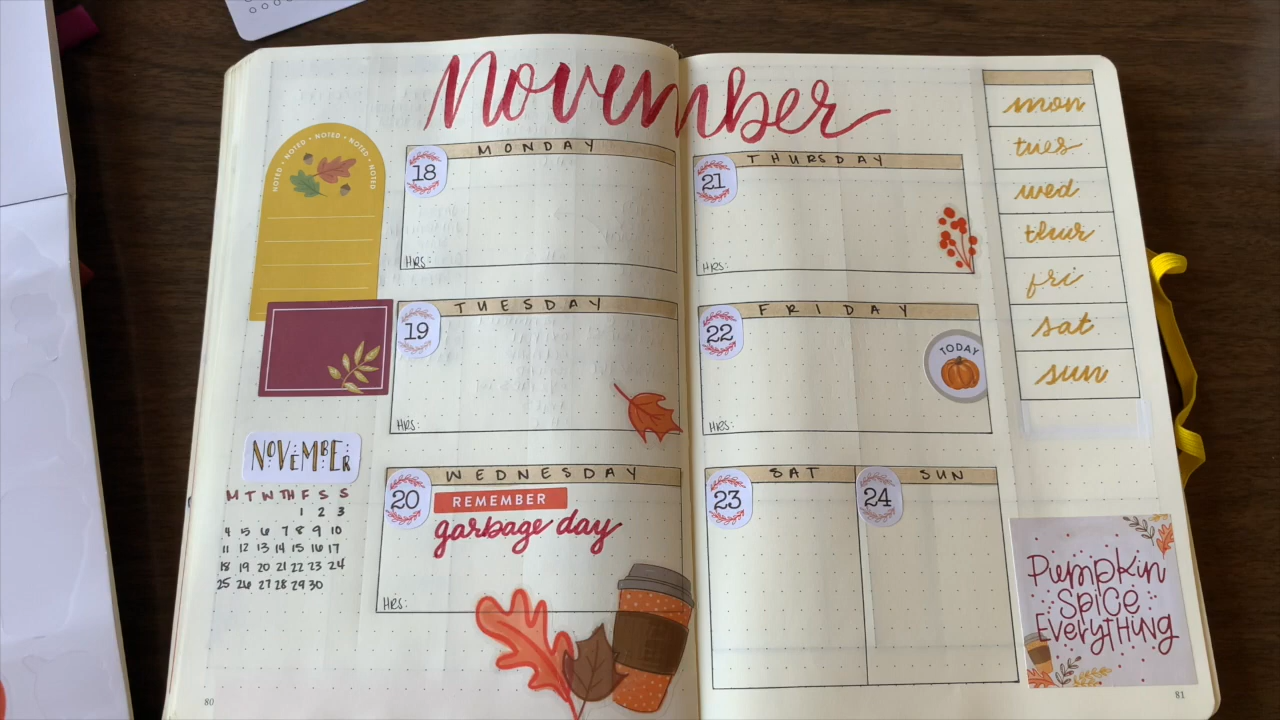 November
NOTED • NOTED • NOTED • NOTED
MONDAY
18
HRS:
TUESDAY
19
HRS:
WEDNESDAY
20
REMEMBER
garbage day
HRS:
NOVEMBER
M T W TH F S S
1 2 3
4 5 6 7 8 9 10
11 12 13 14 15 16 17
18 19 20 21 22 23 24
25 26 27 28 29 30
80
THURSDAY
21
HRS:
FRIDAY
22
TODAY
HRS:
SAT
23
SUN
24
mon
tues
wed
thur
fri
sat
sun
Pumpkin
Spice
Everything
81